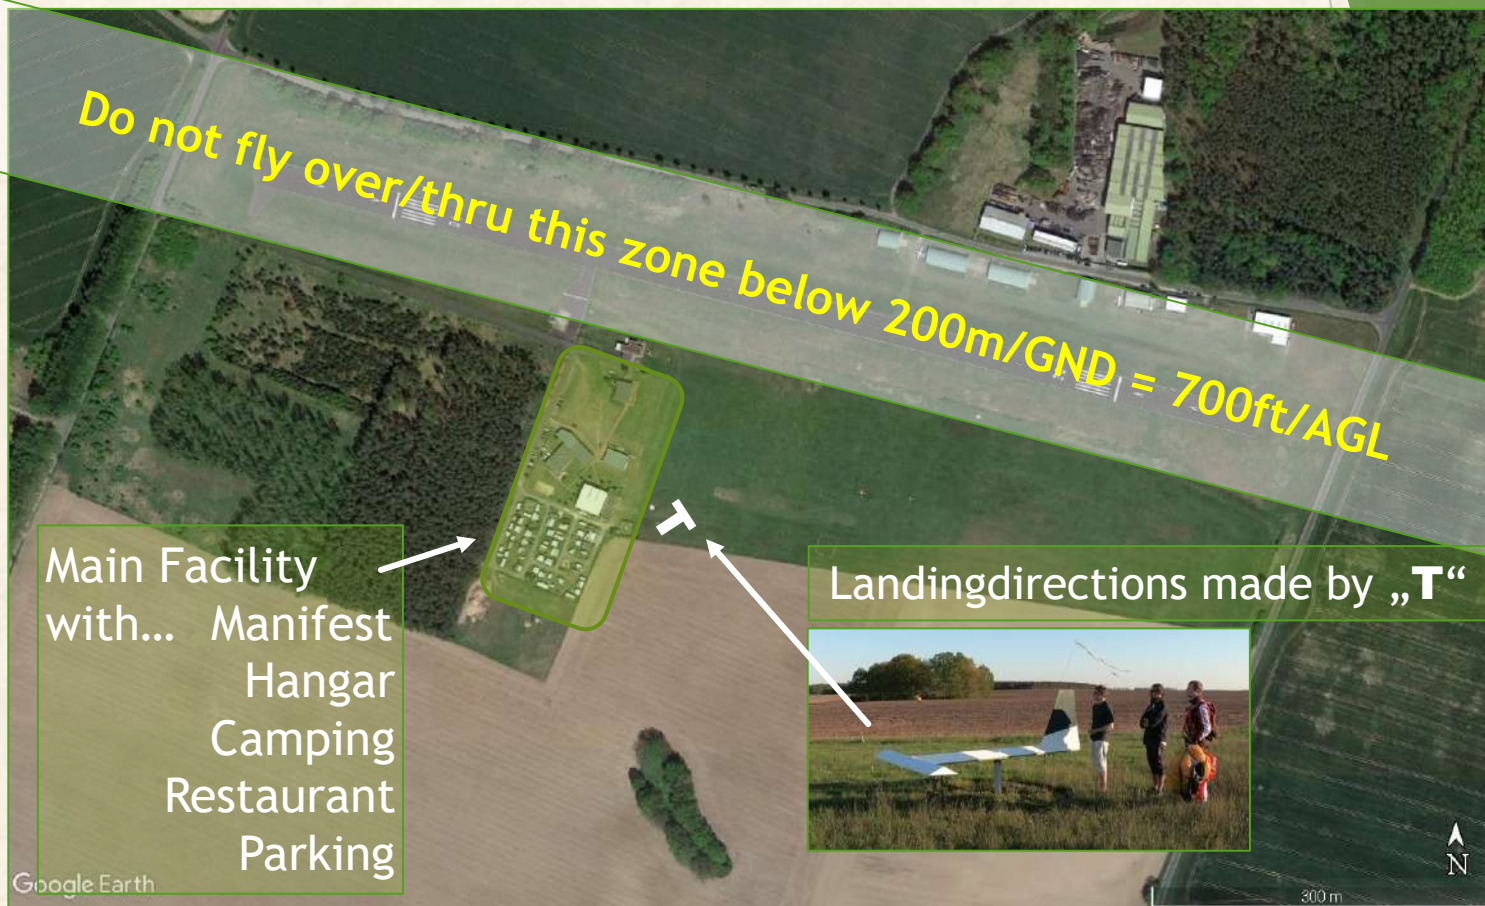 Do not fly over/thru this zone below 200m/GND = 700ft/AGL
Main Facility
with... Manifest
Hangar
Camping
Restaurant
Parking
Landingdirections made by „T“
T
Google Earth
N
300 m